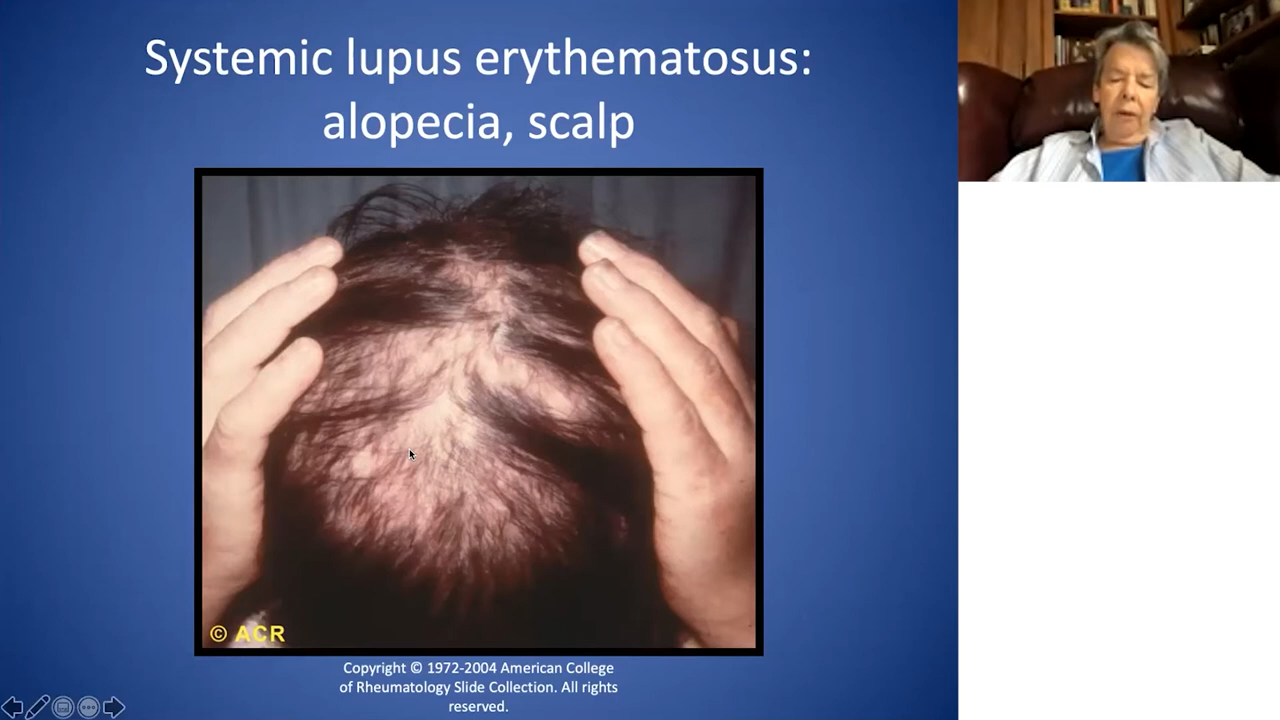 Systemic lupus erythematosus:
alopecia, scalp
© ACR
Copyright © 1972-2004 American College
of Rheumatology Slide Collection. All rights
reserved.